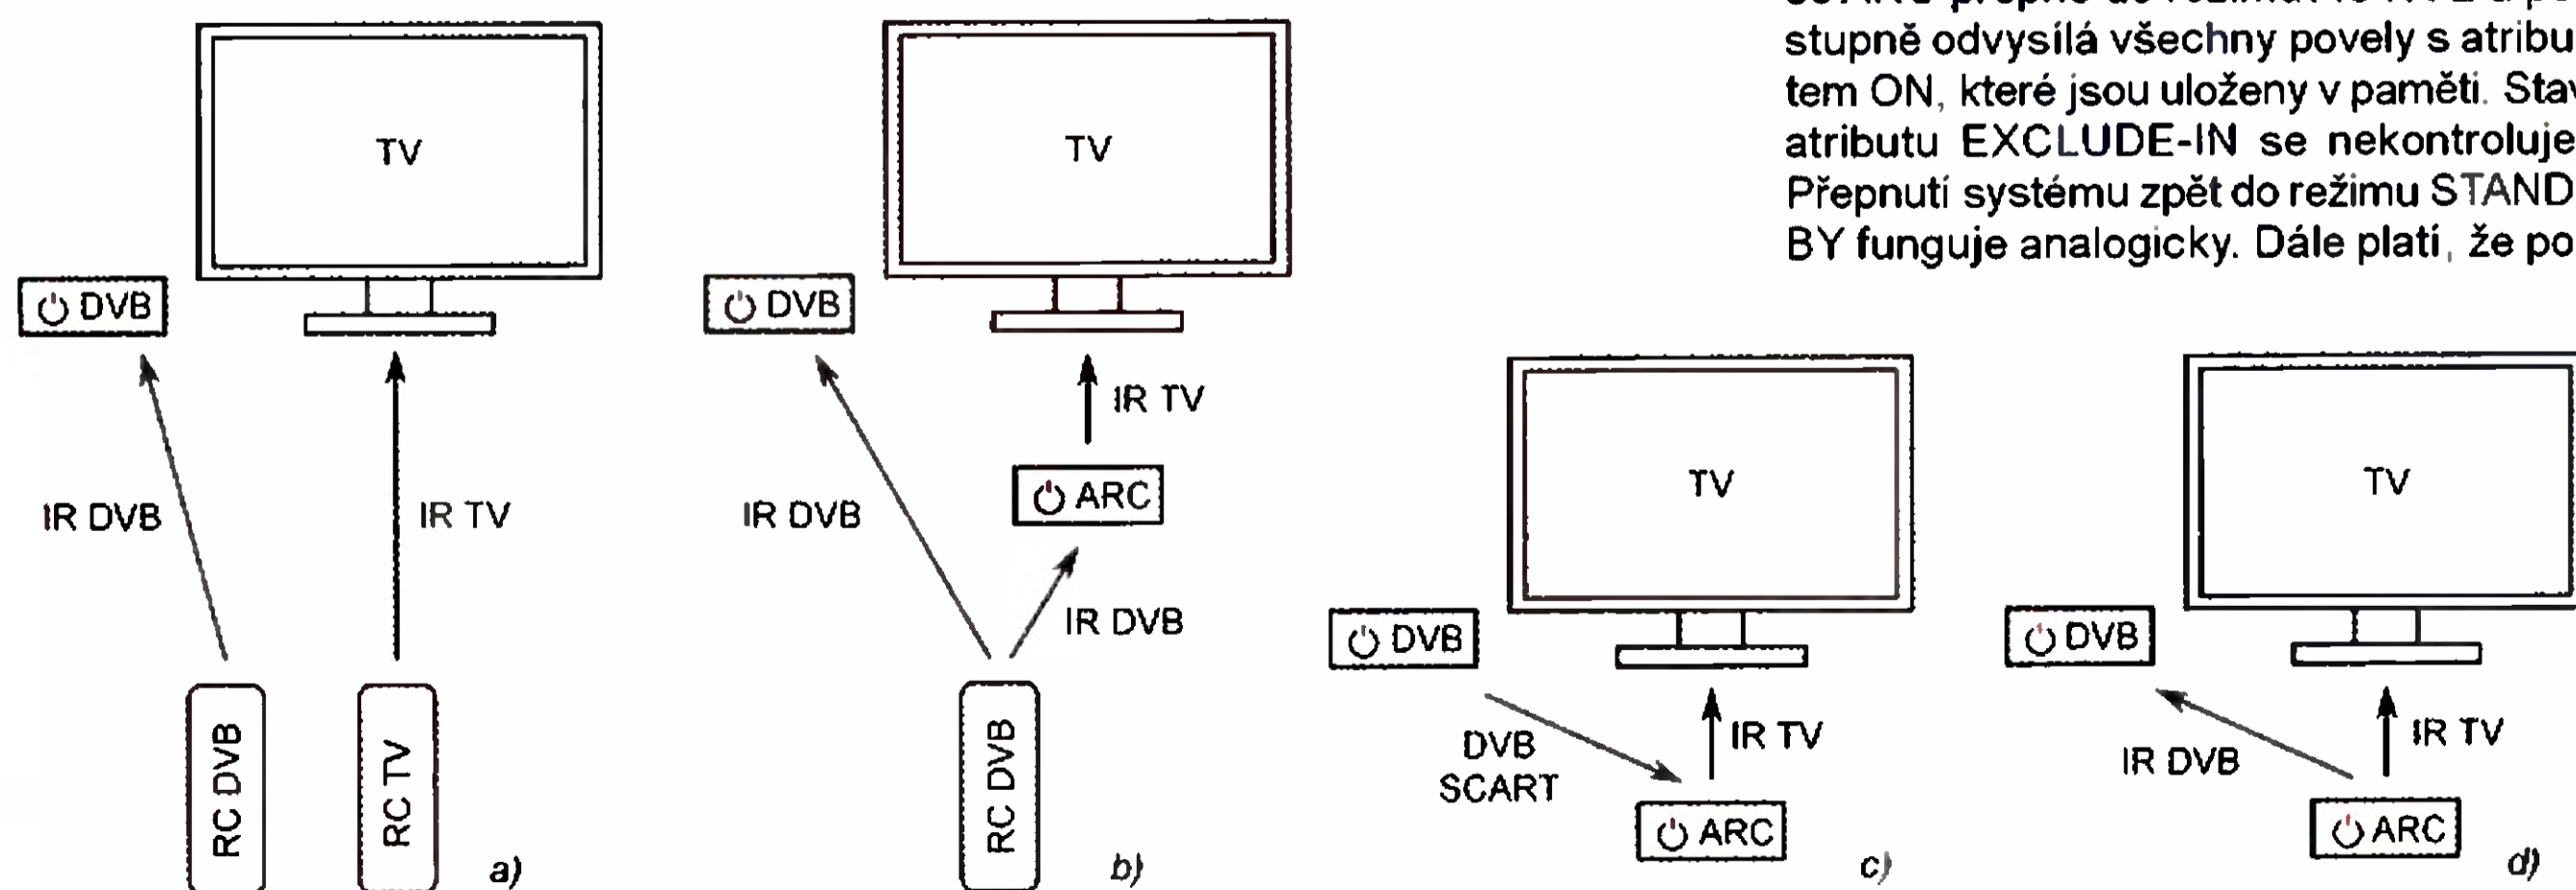 stupně odvysílá všechny povely s atribu
tem ON, které jsou uloženy v paměti. Stav
atributu EXCLUDE-IN se nekontroluje
Přepnutí systému zpět do režimu STAND
BY funguje analogicky. Dále platí, že po
TV
DVB
IR DVB
IR TV
RC DVB
RC TV
a)
TV
DVB
IR TV
ARC
IR DVB
IR DVB
RC DVB
b)
TV
DVB
DVB
SCART
IR TV
ARC
c)
TV
DVB
IR DVB
IR TV
ARC
d)